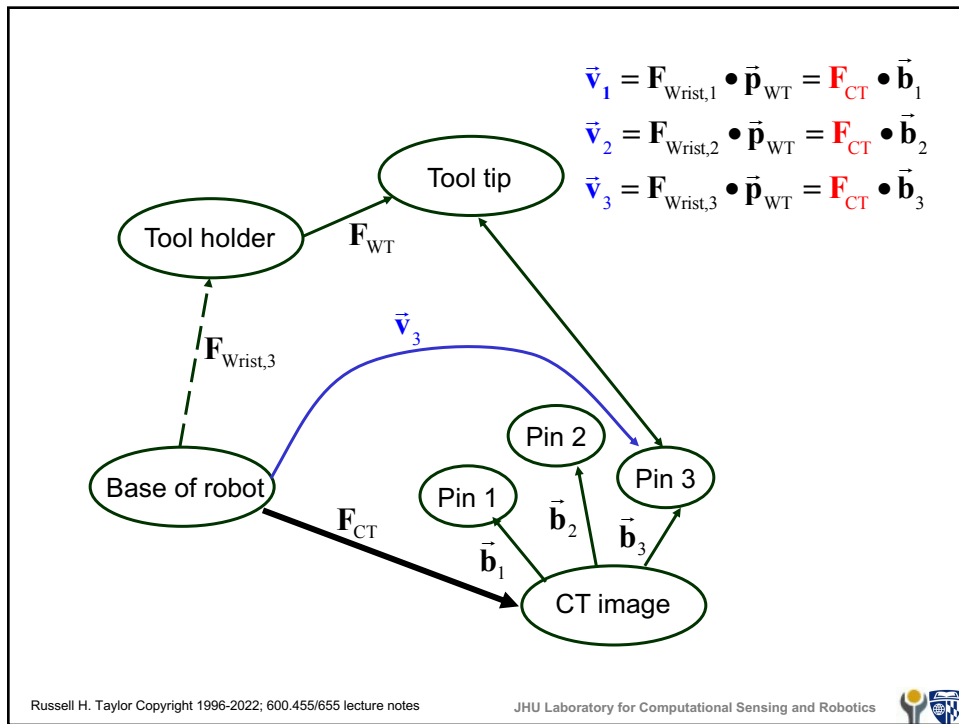 v⃗₁ = F_Wrist,1 • p⃗_WT = F_CT • b⃗₁
v⃗₂ = F_Wrist,2 • p⃗_WT = F_CT • b⃗₂
v⃗₃ = F_Wrist,3 • p⃗_WT = F_CT • b⃗₃
Tool tip
Tool holder
F_WT
v⃗₃
F_Wrist,3
Pin 2
Pin 3
Base of robot
Pin 1
F_CT
b⃗₂
b⃗₃
b⃗₁
CT image
Russell H. Taylor Copyright 1996-2022; 600.455/655 lecture notes
JHU Laboratory for Computational Sensing and Robotics